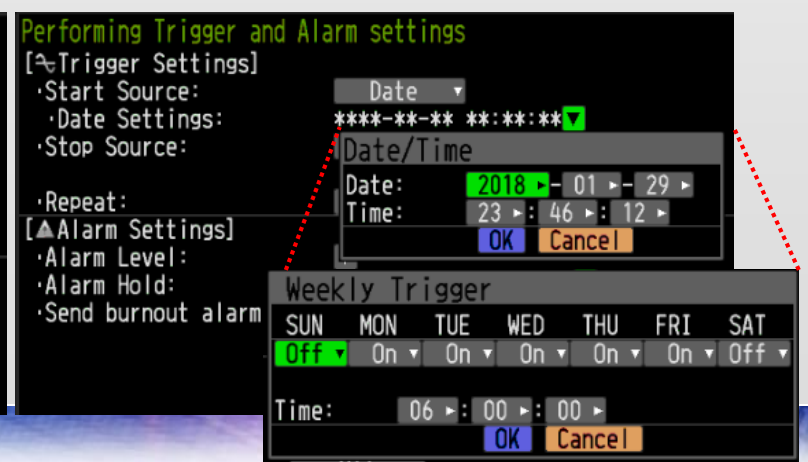 Performing Trigger and Alarm settings
[Trigger Settings]
·Start Source: Date
·Date Settings: ****-**-** **:**:**
·Stop Source:
·Repeat:
[Alarm Settings]
·Alarm Level:
·Alarm Hold:
·Send burnout alarm
Date/Time
Date: 2018 - 01 - 29
Time: 23 : 46 : 12
OK Cancel
Weekly Trigger
SUN MON TUE WED THU FRI SAT
Off On On On On On Off
Time: 06 : 00 : 00
OK Cancel